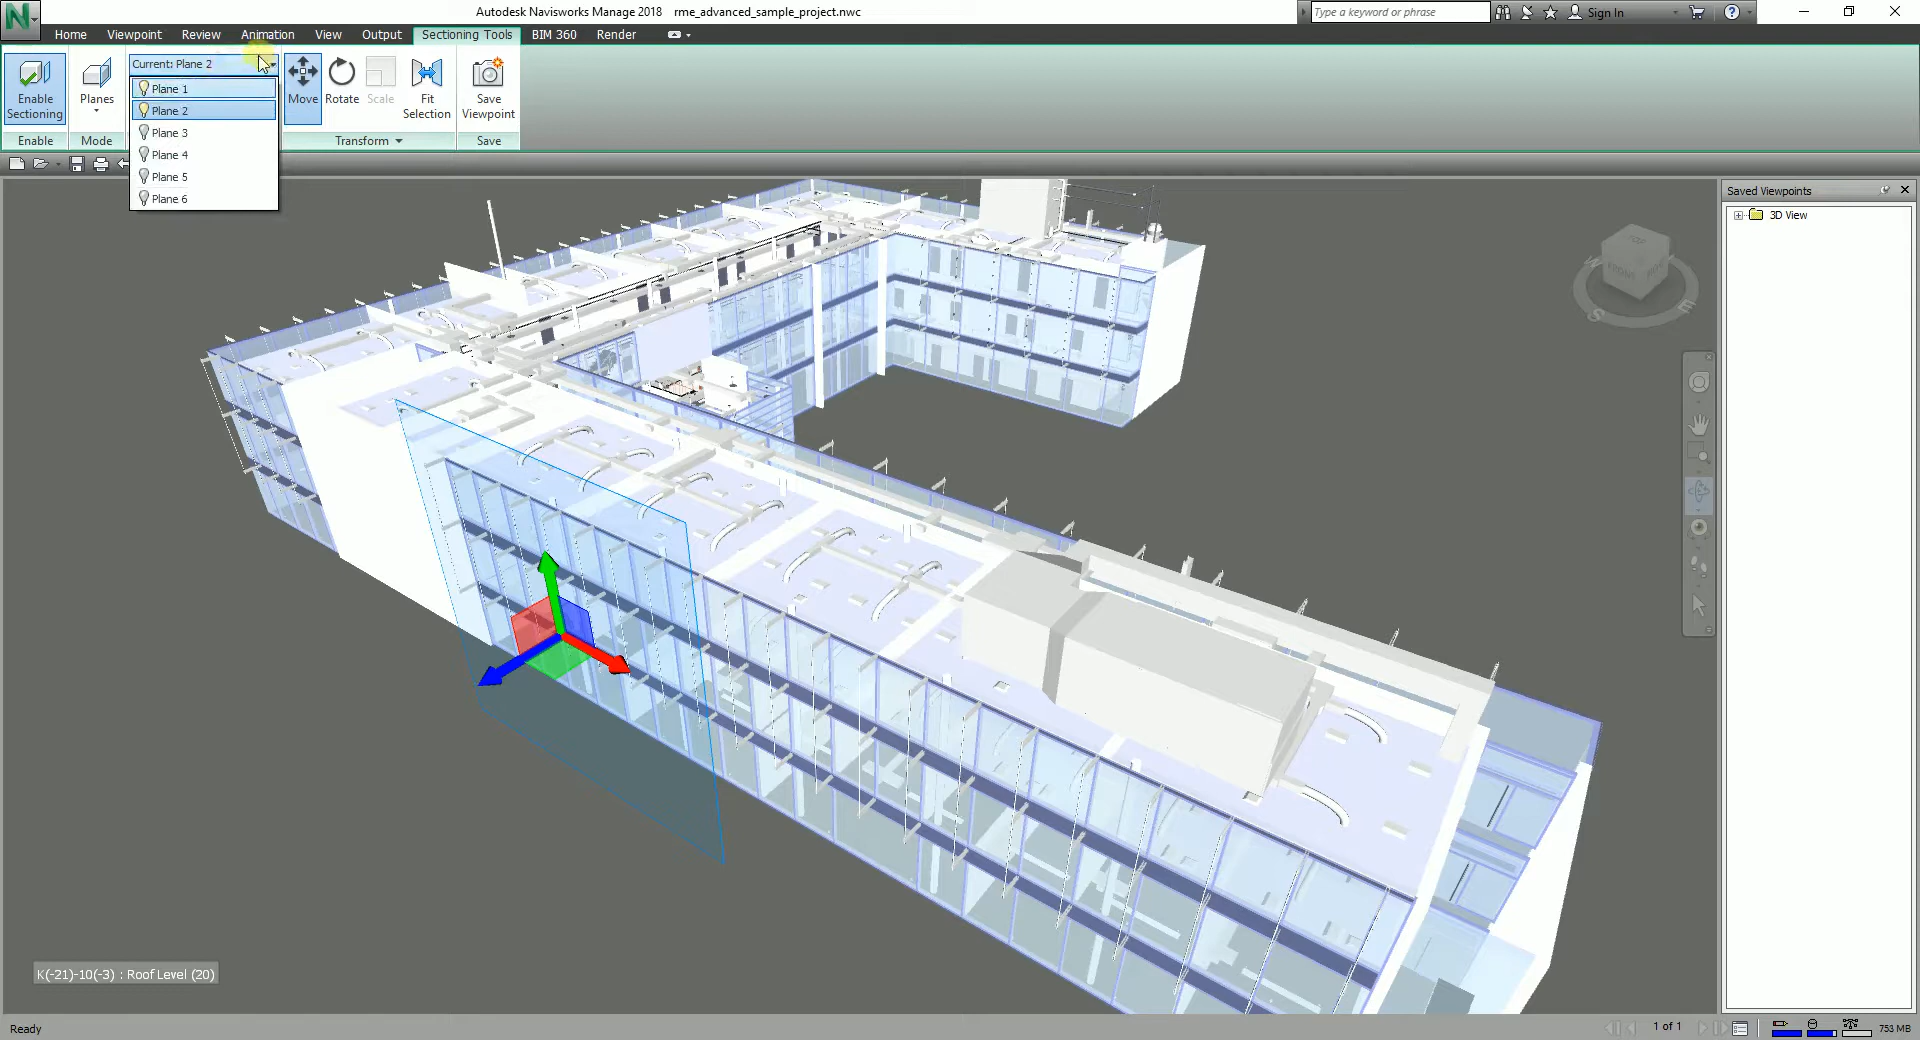 Autodesk Navisworks Manage 2018 rme_advanced_sample_project.nwc
Type a keyword or phrase
Sign In
Home Viewpoint Review Animation View Output Sectioning Tools BIM 360 Render
Enable Sectioning
Planes
Current: Plane 2
Plane 1
Plane 2
Plane 3
Plane 4
Plane 5
Plane 6
Move
Rotate
Scale
Fit Selection
Save Viewpoint
Enable
Mode
Transform
Save
Saved Viewpoints
3D View
FRONT
S
E
K(-21)-10(-3) : Roof Level (20)
Ready
1 of 1
753 MB